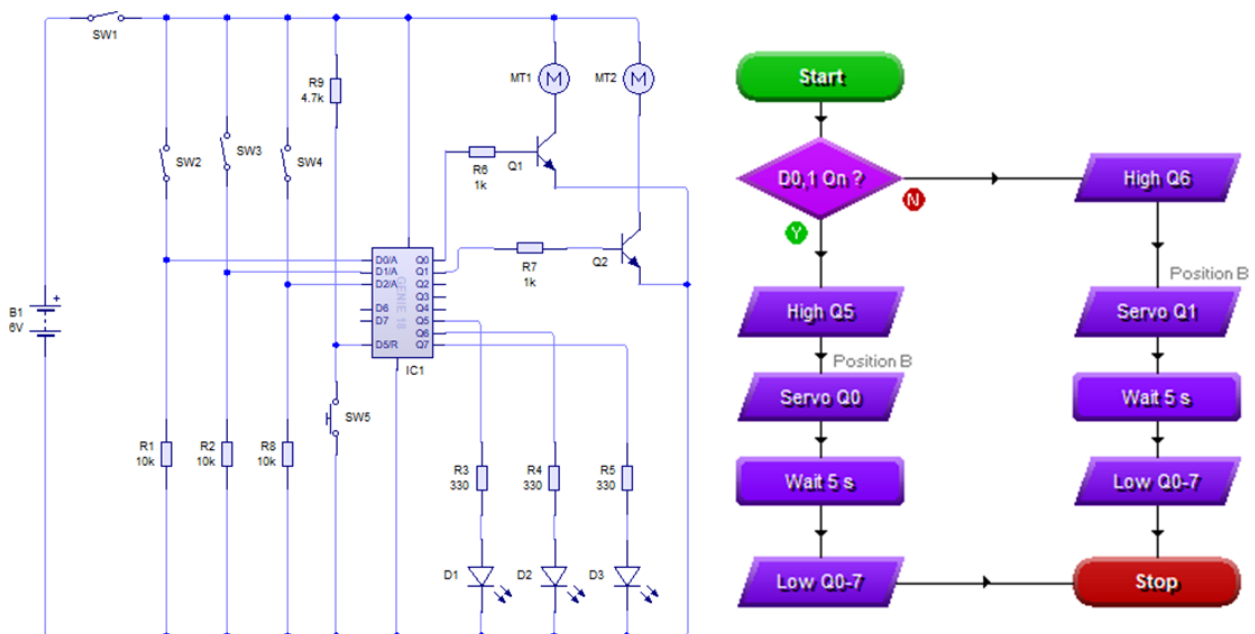 SW1
R9
4.7k
MT1
M
MT2
M
SW2
SW3
SW4
R6
1k
Q1
R7
1k
Q2
B1
6V
+
D0/A
D1/A
D2/A
D6
D7
D5/R
GENIE 18
Q0
Q1
Q2
Q3
Q4
Q5
Q6
Q7
IC1
SW5
R1
10k
R2
10k
R8
10k
R3
330
R4
330
R5
330
D1
D2
D3
Start
D0,1 On ?
N
Y
High Q5
Position B
Servo Q0
Wait 5 s
Low Q0-7
High Q6
Position B
Servo Q1
Wait 5 s
Low Q0-7
Stop